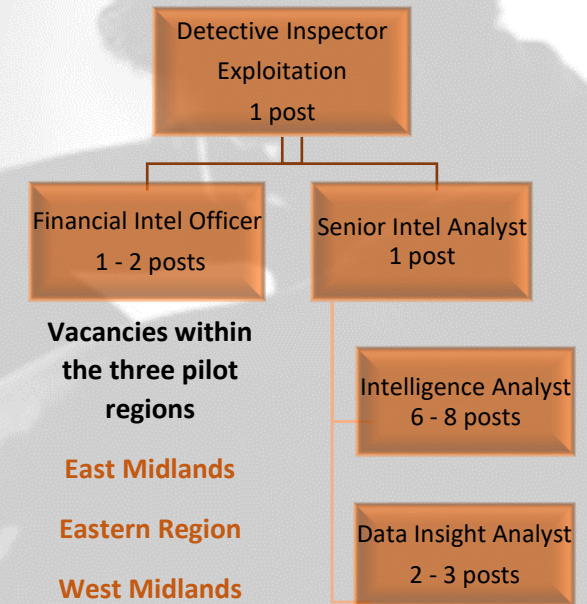 Detective Inspector
Exploitation
1 post
Financial Intel Officer
1 - 2 posts
Senior Intel Analyst
1 post
Vacancies within
the three pilot
regions
East Midlands
Eastern Region
West Midlands
Intelligence Analyst
6 - 8 posts
Data Insight Analyst
2 - 3 posts